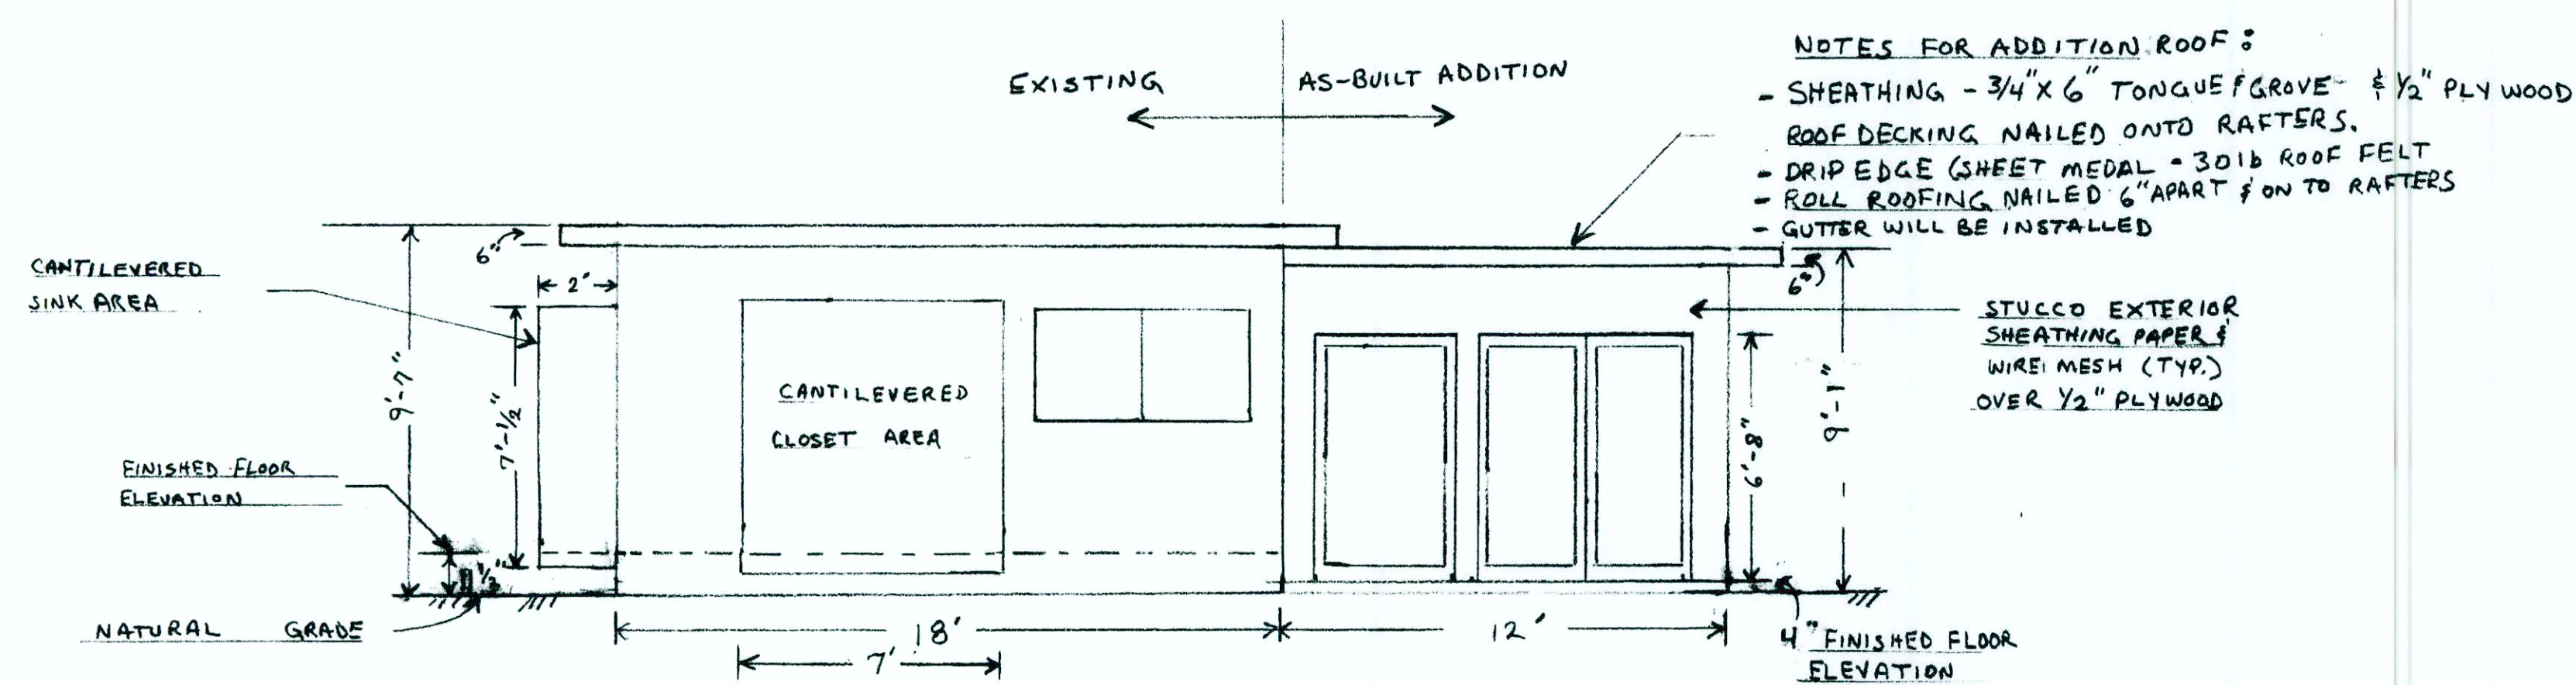 NOTES FOR ADDITION ROOF:
- SHEATHING - 3/4" X 6" TONGUE & GROVE - & 1/2" PLYWOOD
ROOF DECKING NAILED ONTO RAFTERS.
- DRIP EDGE (SHEET MEDAL - 30 lb ROOF FELT
- ROLL ROOFING NAILED 6" APART & ON TO RAFTERS
- GUTTER WILL BE INSTALLED
EXISTING
AS-BUILT ADDITION
6"
CANTILEVERED
SINK AREA
2"
9'-7"
7'-1/2"
CANTILEVERED
CLOSET AREA
6"
9'-1"
6'-8"
STUCCO EXTERIOR
SHEATHING PAPER &
WIRE MESH (TYP.)
OVER 1/2" PLYWOOD
FINISHED FLOOR
ELEVATION
NATURAL GRADE
18'
7'
12'
4" FINISHED FLOOR
ELEVATION